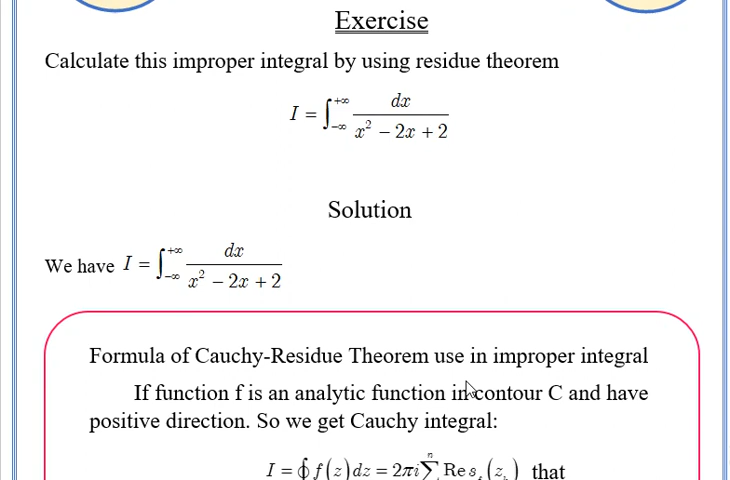 Exercise
Calculate this improper integral by using residue theorem
I = ∫_{-∞}^{+∞} dx / (x² − 2x + 2)
Solution
We have I = ∫_{-∞}^{+∞} dx / (x² − 2x + 2)
Formula of Cauchy-Residue Theorem use in improper integral
If function f is an analytic function in contour C and have
positive direction. So we get Cauchy integral:
I = ∮ f(z)dz = 2πi ∑ⁿ Res_f (z_k) that